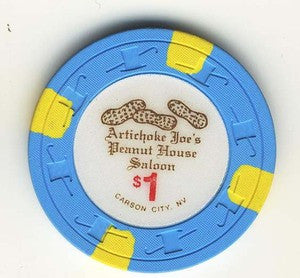 Artichoke Joe's
Peanut House
Saloon
$1
CARSON CITY, NV